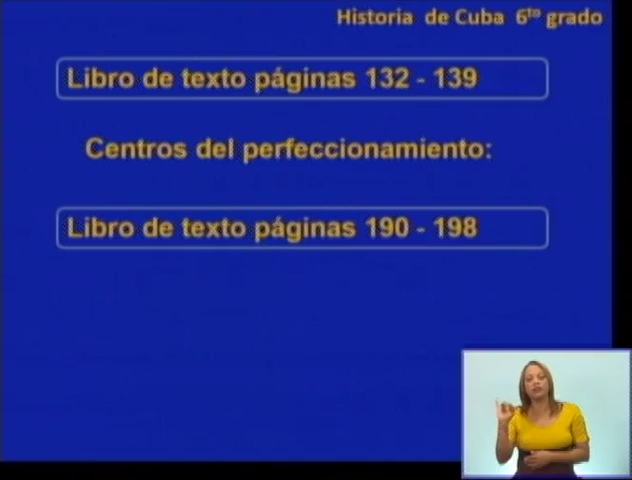 Historia de Cuba 6to grado
Libro de texto páginas 132 - 139
Centros del perfeccionamiento:
Libro de texto páginas 190 - 198